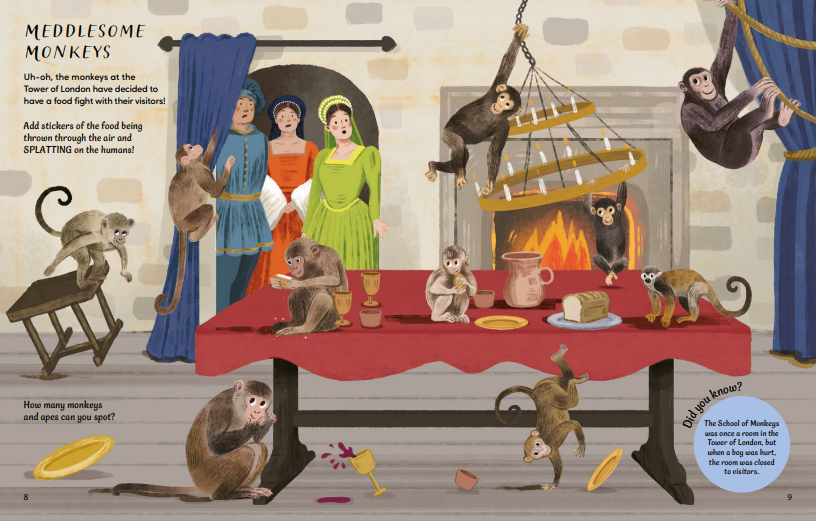 MEDDLESOME
MONKEYS
Uh-oh, the monkeys at the
Tower of London have decided to
have a food fight with their visitors!
Add stickers of the food being
thrown through the air and
SPLATTING on the humans!
How many monkeys
and apes can you spot?
Did you know?
The School of Monkeys
was once a room in the
Tower of London, but
when a boy was hurt,
the room was closed
to visitors.
8
9